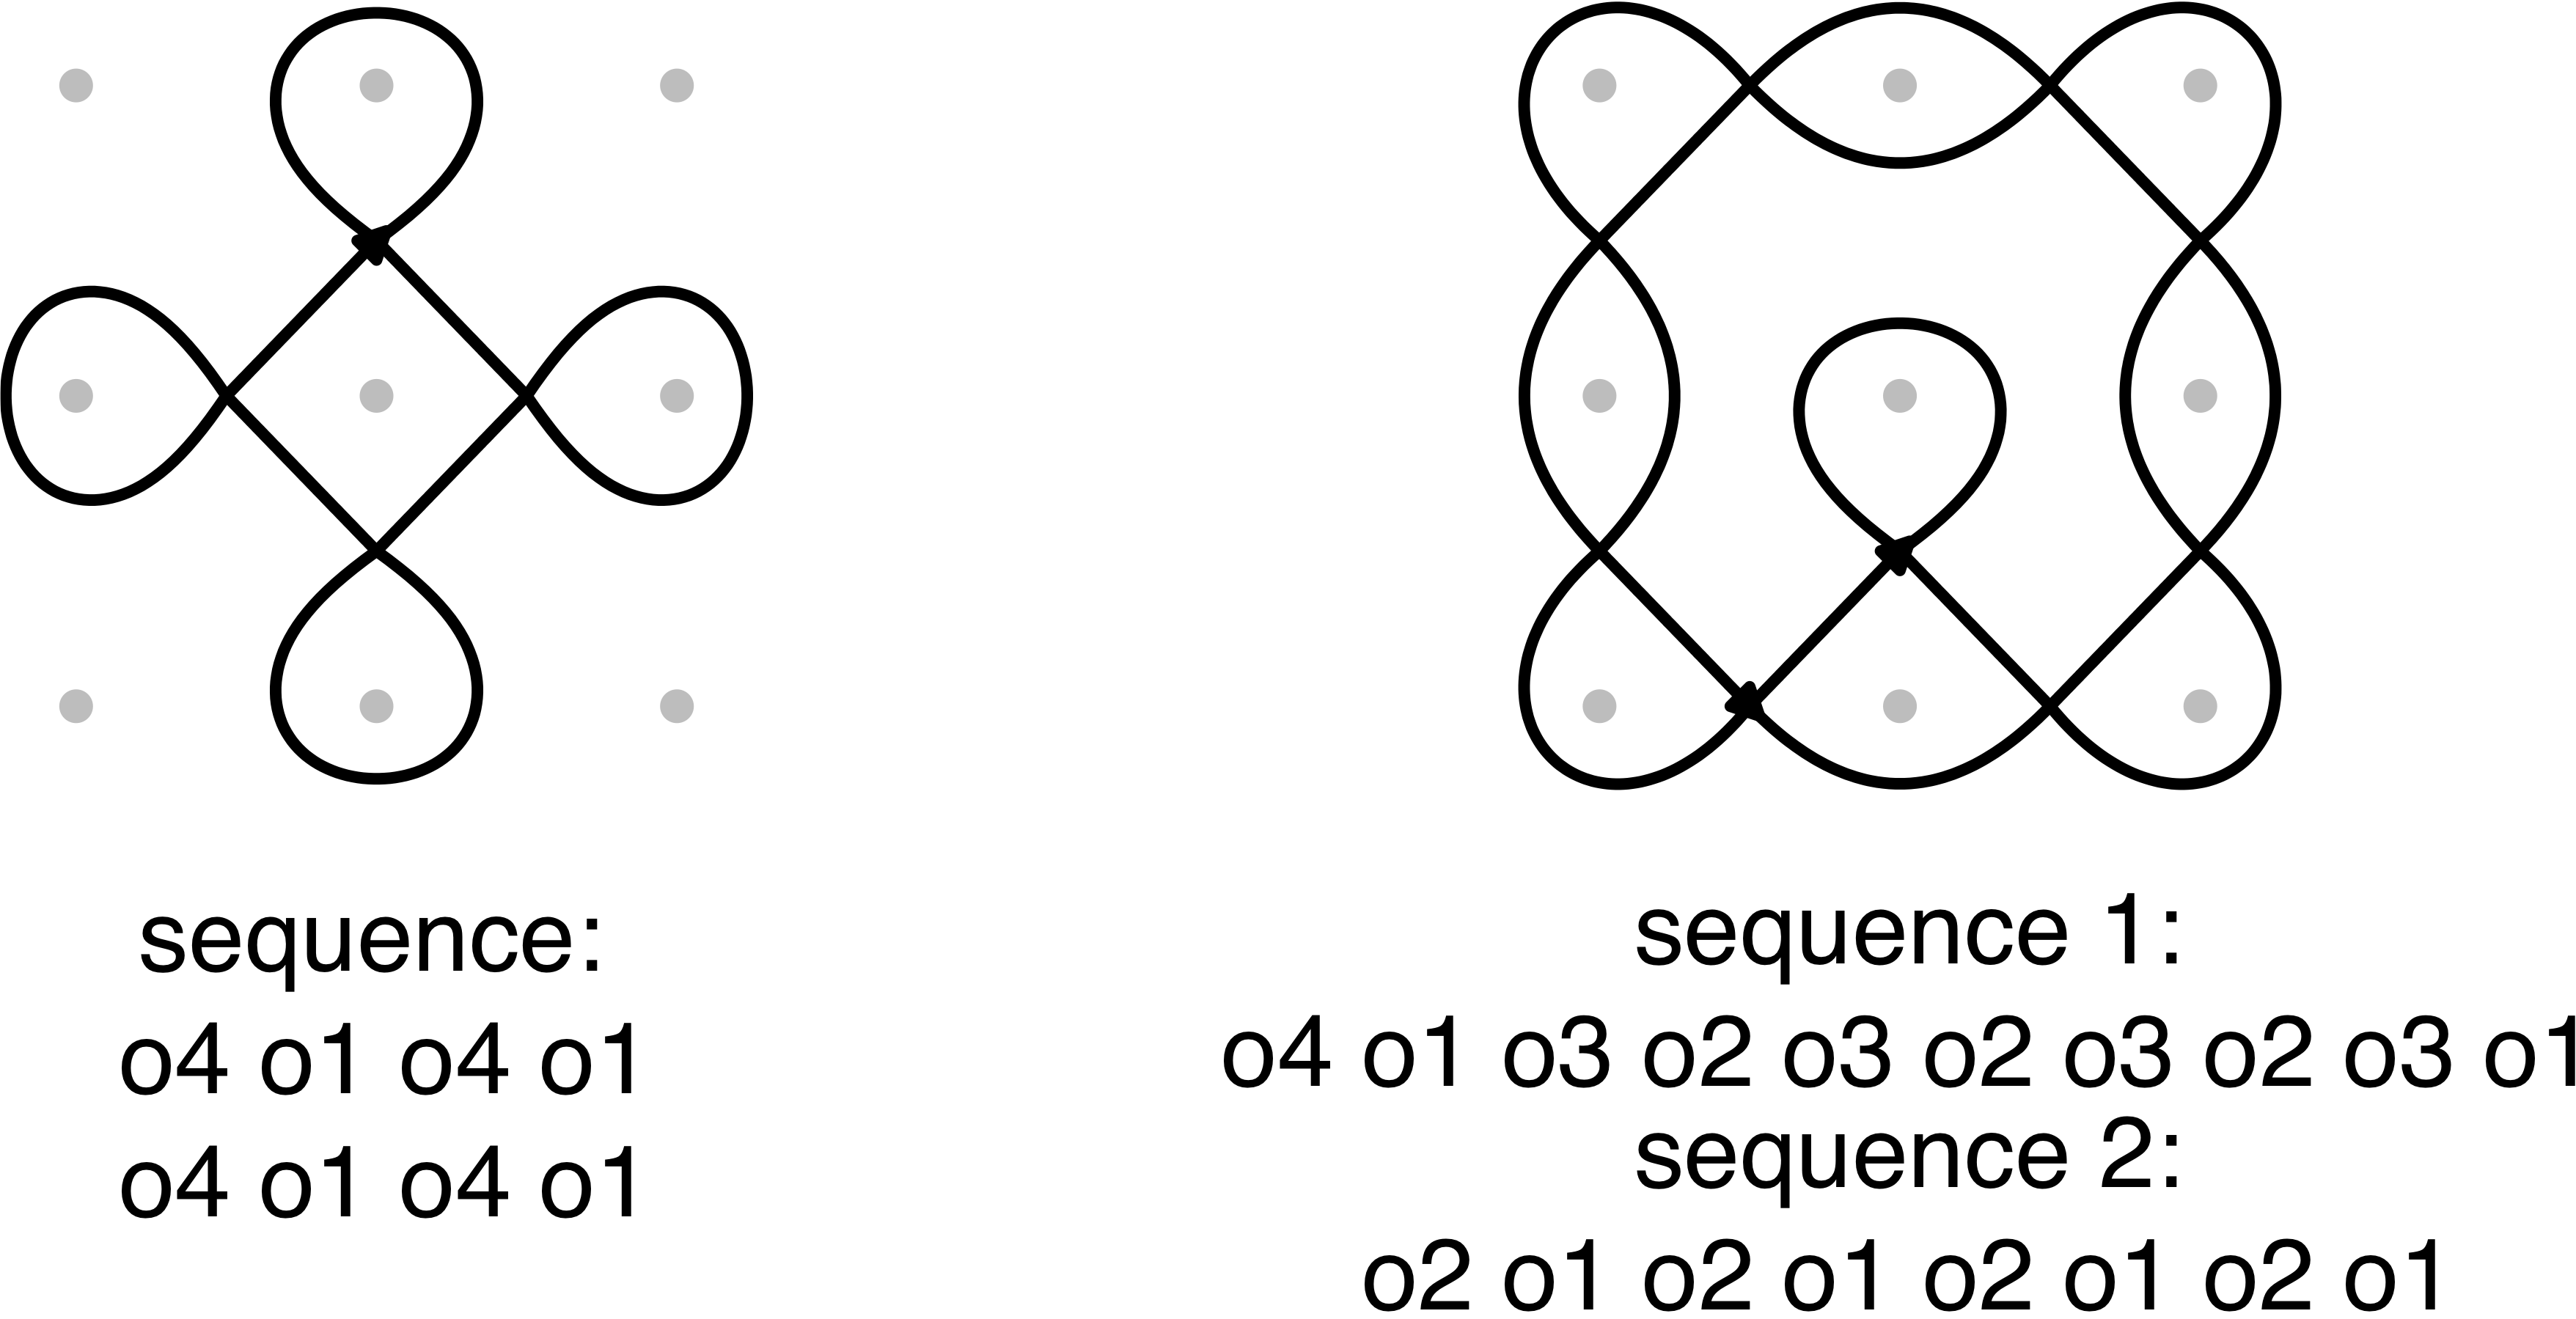 sequence:
o4 o1 o4 o1
o4 o1 o4 o1
sequence 1:
o4 o1 o3 o2 o3 o2 o3 o2 o3 o1
sequence 2:
o2 o1 o2 o1 o2 o1 o2 o1